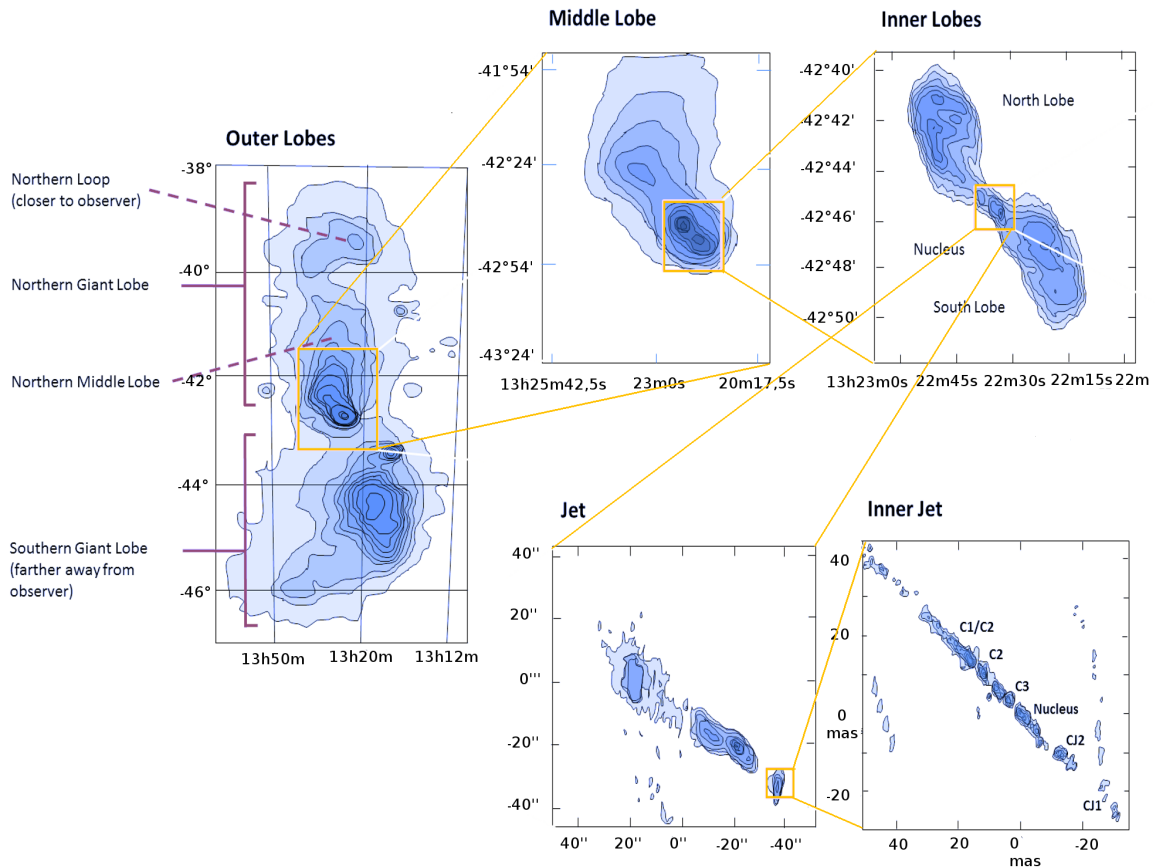 Middle Lobe
-41°54'
-42°24'
-42°54'
-43°24'
13h25m42,5s
23m0s
20m17,5s
Inner Lobes
-42°40'
-42°42'
-42°44'
-42°46'
-42°48'
-42°50'
North Lobe
Nucleus
South Lobe
13h23m0s
22m45s
22m30s
22m15s
22m
Outer Lobes
-38°
-40°
-42°
-44°
-46°
13h50m
13h20m
13h12m
Northern Loop
(closer to observer)
Northern Giant Lobe
Northern Middle Lobe
Southern Giant Lobe
(farther away from
observer)
Jet
40''
20''
0'''
-20''
-40''
40''
20''
0''
-20''
-40''
Inner Jet
40
20
0
mas
-20
C1/C2
C2
C3
Nucleus
CJ2
CJ1
40
20
0
-20
mas